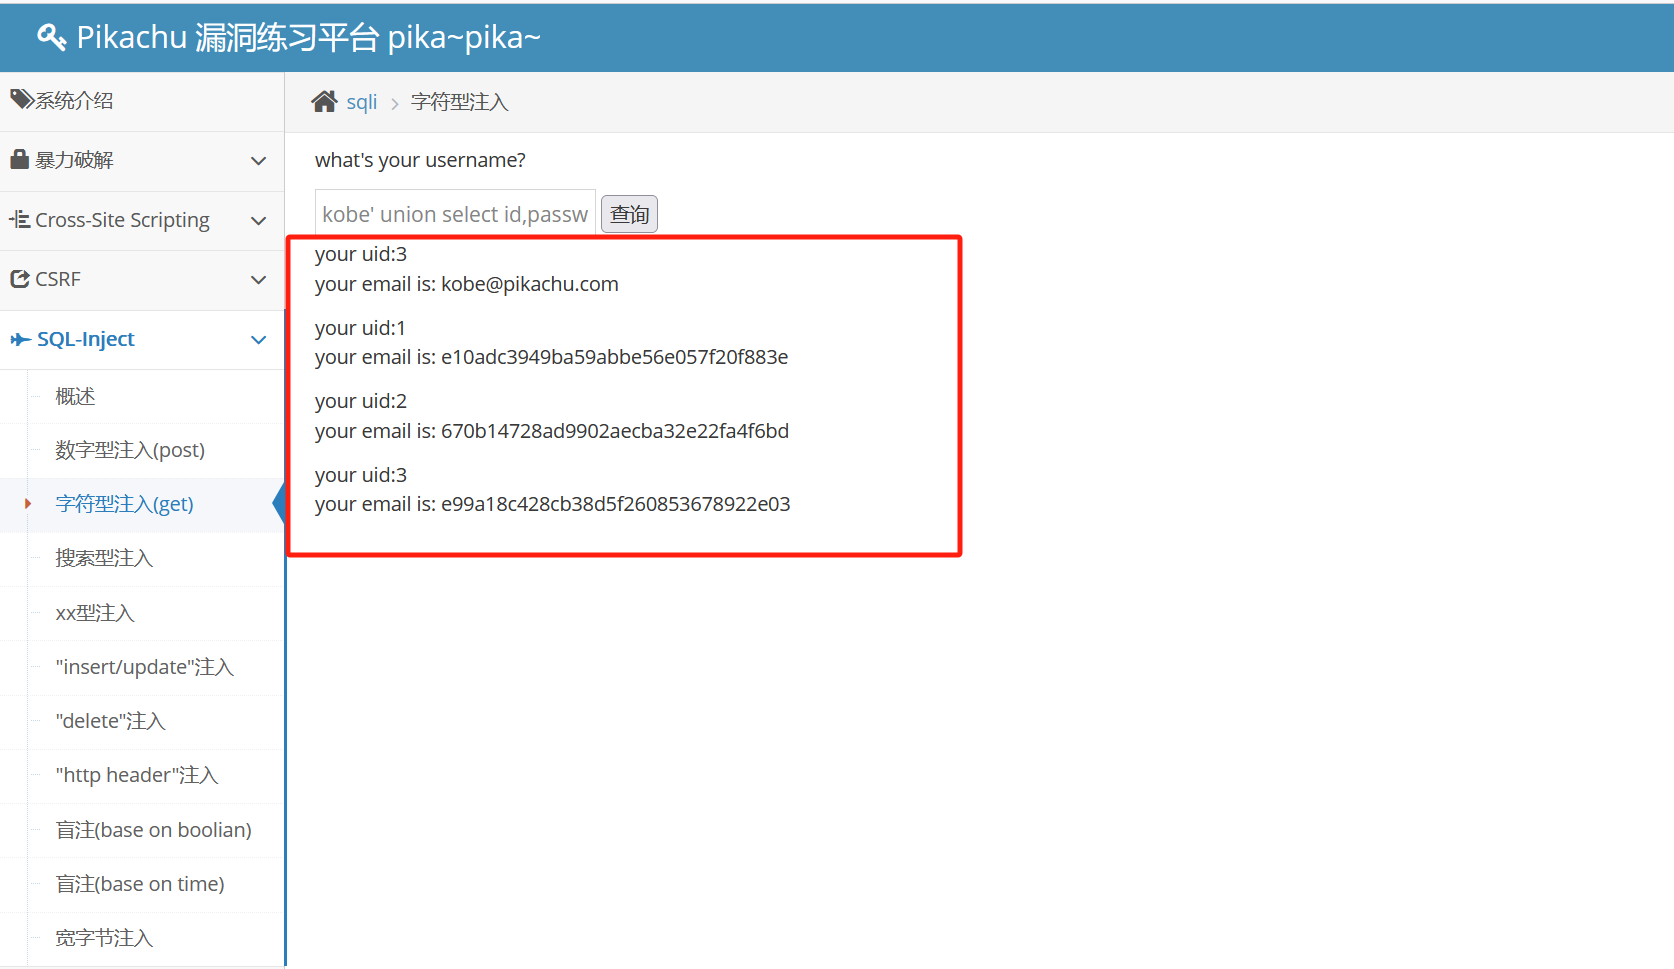 Pikachu 漏洞练习平台 pika~pika~
系统介绍
暴力破解
Cross-Site Scripting
CSRF
SQL-Inject
概述
数字型注入(post)
字符型注入(get)
搜索型注入
xx型注入
"insert/update"注入
"delete"注入
"http header"注入
盲注(base on boolian)
盲注(base on time)
宽字节注入
sqli > 字符型注入
what's your username?
kobe' union select id,passw 查询
your uid:3
your email is: kobe@pikachu.com
your uid:1
your email is: e10adc3949ba59abbe56e057f20f883e
your uid:2
your email is: 670b14728ad9902aecba32e22fa4f6bd
your uid:3
your email is: e99a18c428cb38d5f260853678922e03